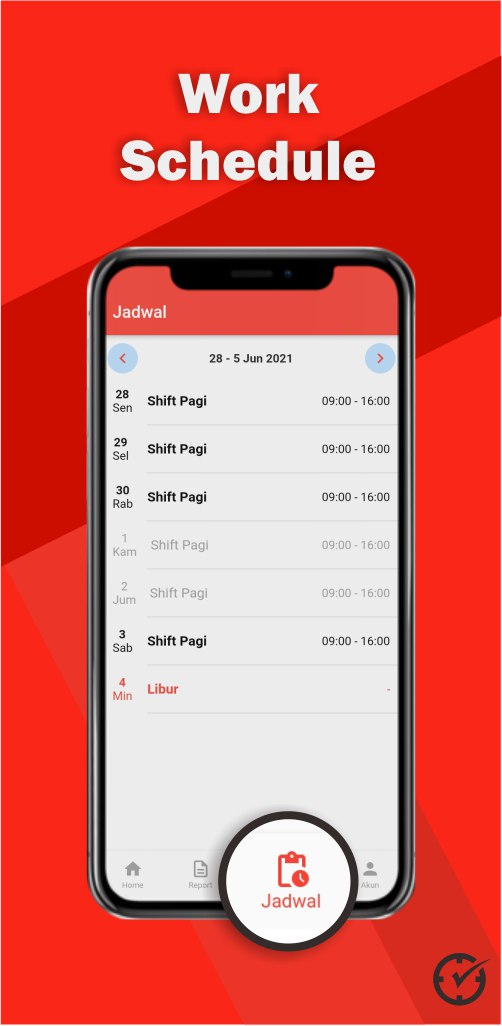 Work
Schedule
Jadwal
28 - 5 Jun 2021
28
Sen
Shift Pagi
09:00 - 16:00
29
Sel
Shift Pagi
09:00 - 16:00
30
Rab
Shift Pagi
09:00 - 16:00
1
Kam
Shift Pagi
09:00 - 16:00
2
Jum
Shift Pagi
09:00 - 16:00
3
Sab
Shift Pagi
09:00 - 16:00
4
Min
Libur
-
Home
Report
Jadwal
Akun